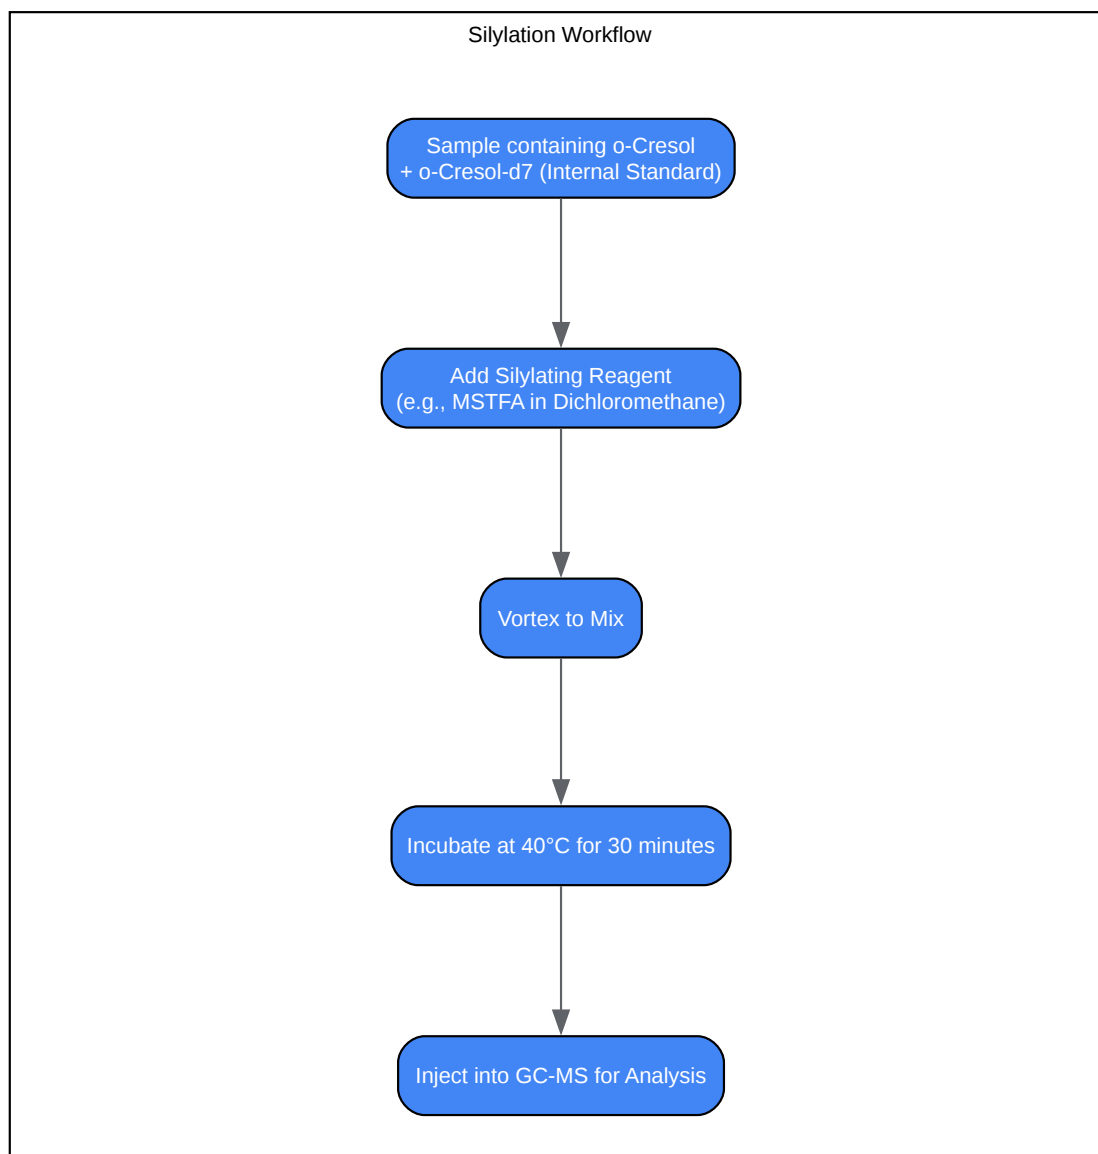 Silylation Workflow
Sample containing o-Cresol
+ o-Cresol-d7 (Internal Standard)
Add Silylating Reagent
(e.g., MSTFA in Dichloromethane)
Vortex to Mix
Incubate at 40°C for 30 minutes
Inject into GC-MS for Analysis